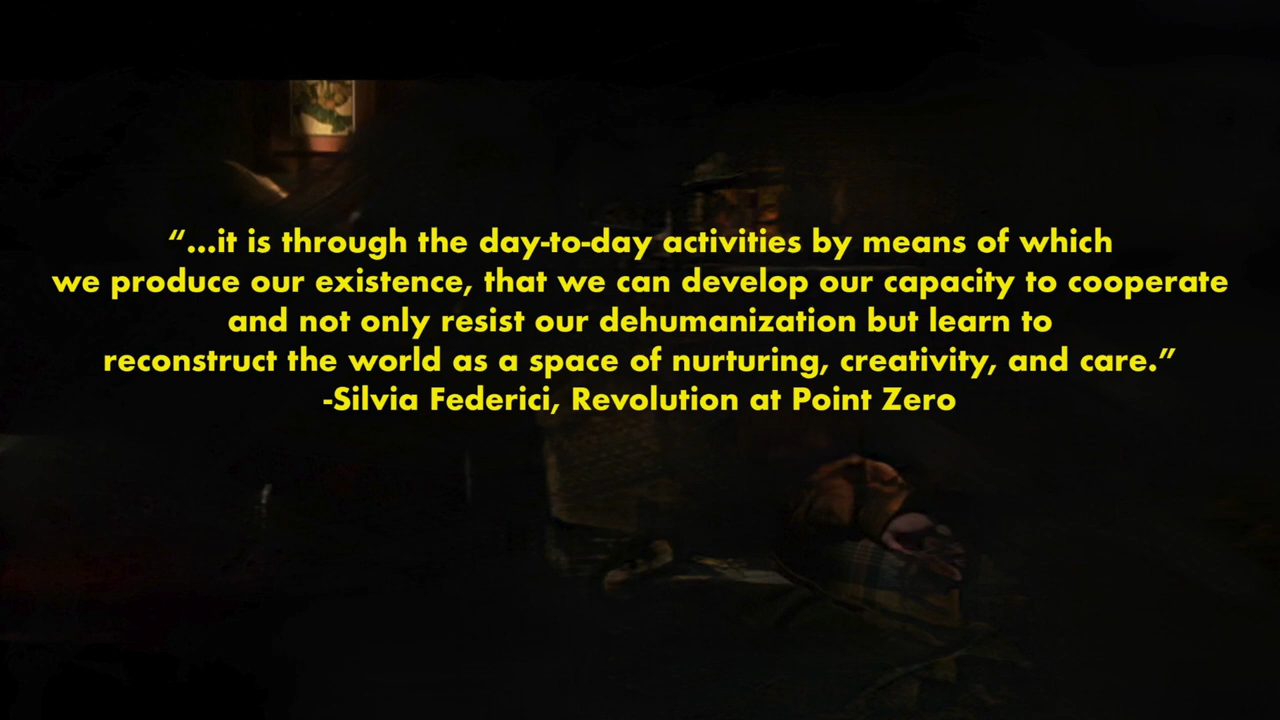 “...it is through the day-to-day activities by means of which
we produce our existence, that we can develop our capacity to cooperate
and not only resist our dehumanization but learn to
reconstruct the world as a space of nurturing, creativity, and care.”
-Silvia Federici, Revolution at Point Zero